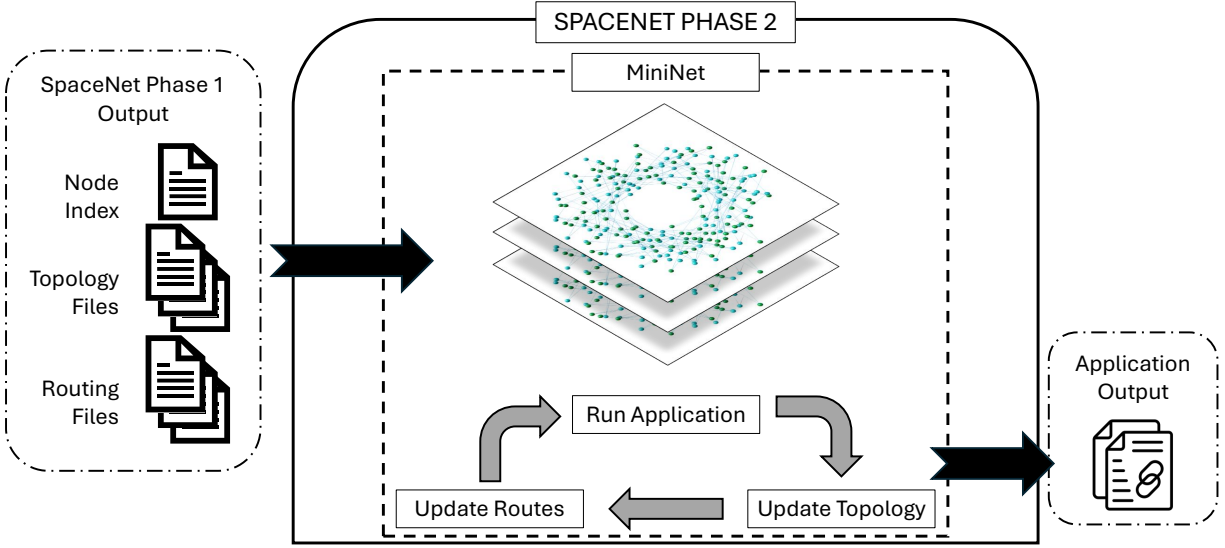 SPACENET PHASE 2
MiniNet
SpaceNet Phase 1
Output
Node
Index
Topology
Files
Routing
Files
Run Application
Update Routes
Update Topology
Application
Output